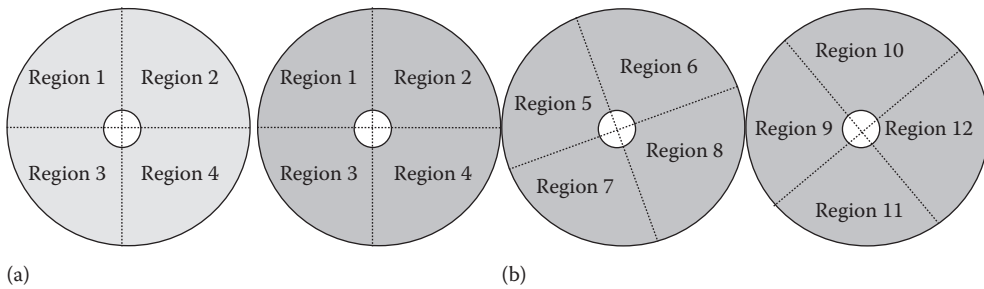 Region 1 Region 2
Region 3 Region 4
Region 1 Region 2
Region 3 Region 4
Region 5 Region 6
Region 7 Region 8
Region 10
Region 9 Region 12
Region 11
(a) (b)